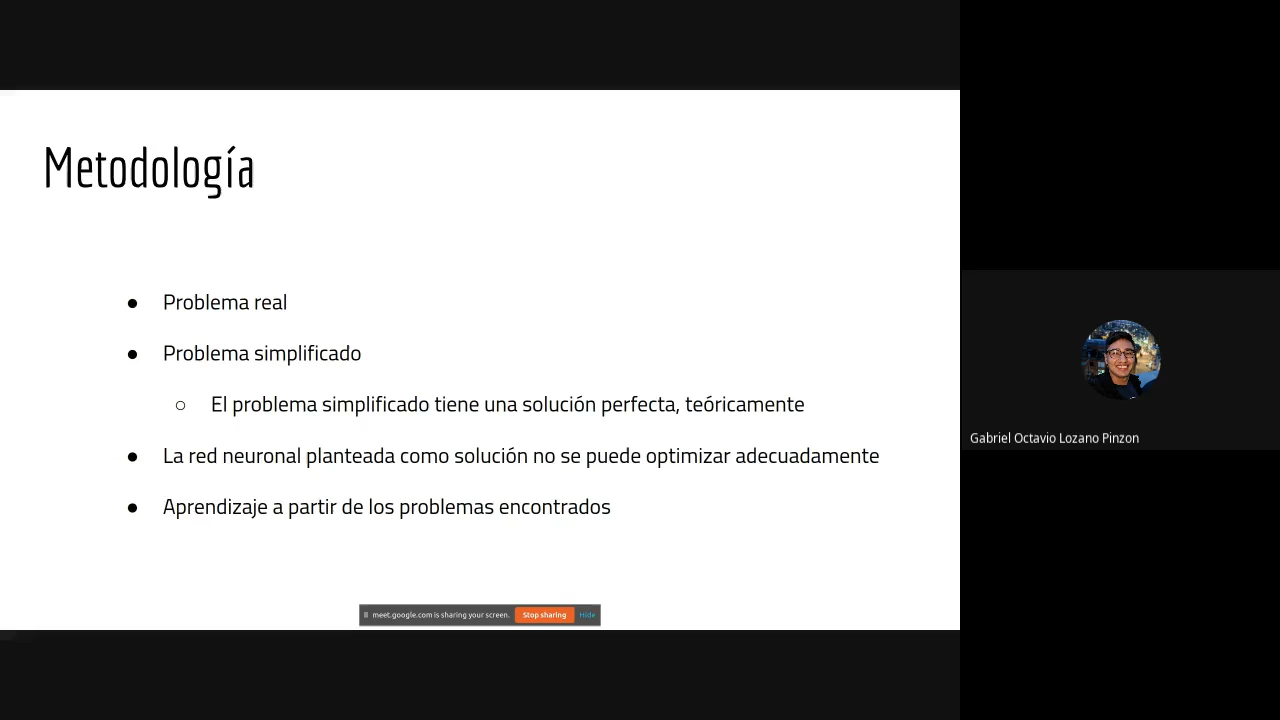 Metodología
● Problema real
● Problema simplificado
○ El problema simplificado tiene una solución perfecta, teóricamente
● La red neuronal planteada como solución no se puede optimizar adecuadamente
● Aprendizaje a partir de los problemas encontrados
meet.google.com is sharing your screen. Stop sharing Hide
Gabriel Octavio Lozano Pinzon